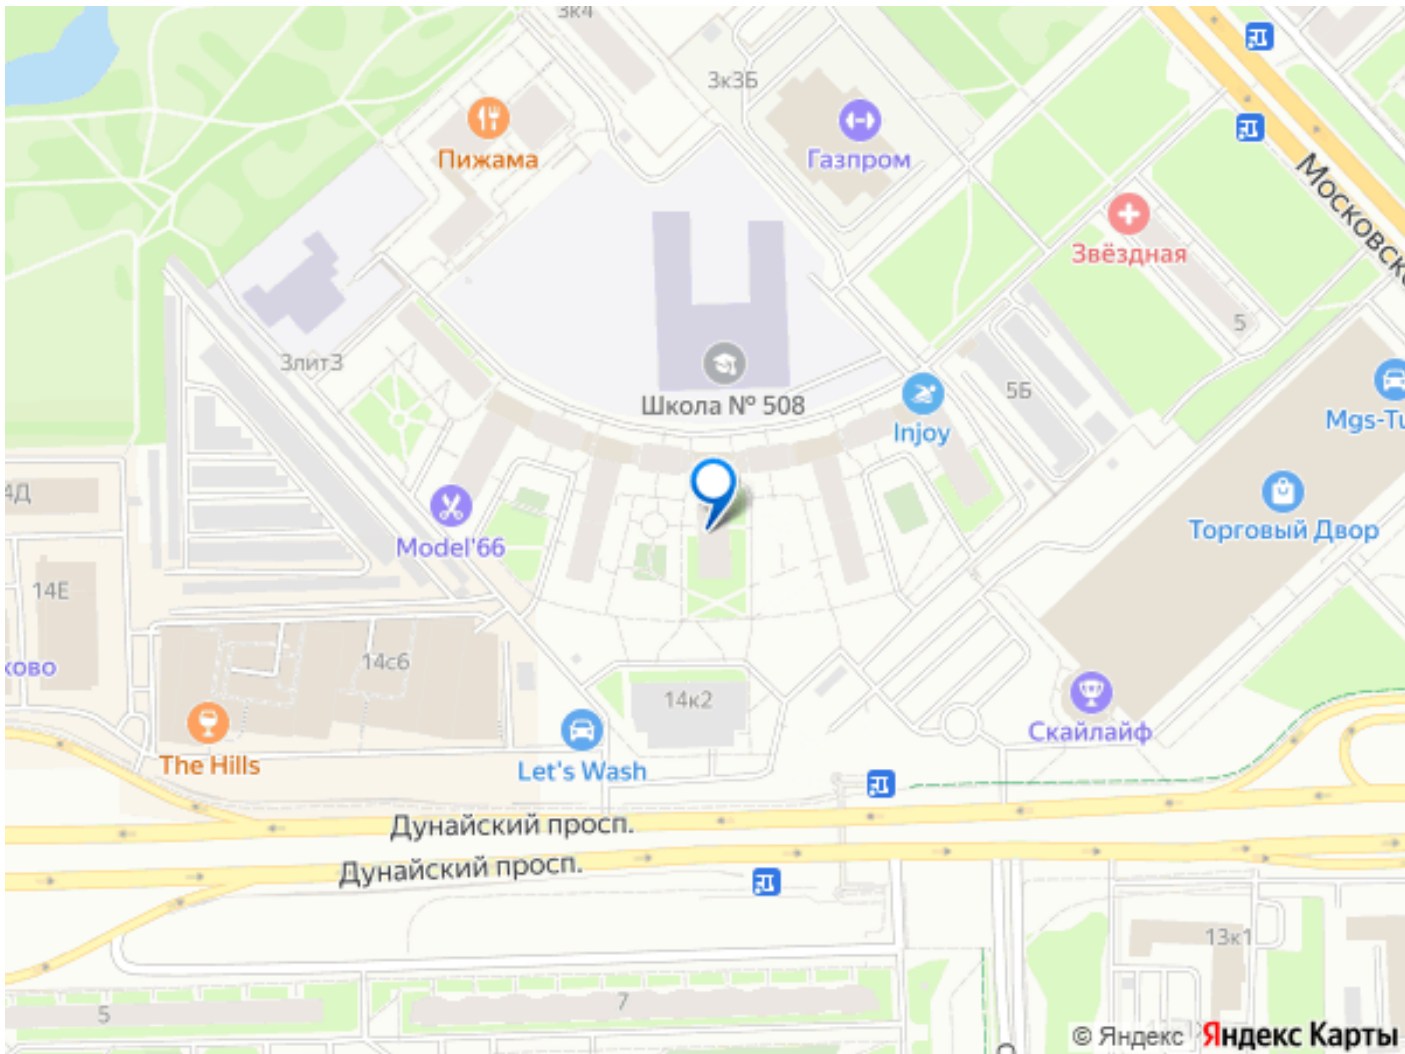 3к4
3к3Б
Пижама
Газпром
Московск
Звёздная
5
3лит3
Школа № 508
5Б
Injoy
Mgs-Tu
4Д
Model'66
Торговый Двор
14Е
ково
14с6
14к2
The Hills
Скайлайф
Let's Wash
Дунайский просп.
Дунайский просп.
13к1
7
5
© Яндекс Яндекс Карты